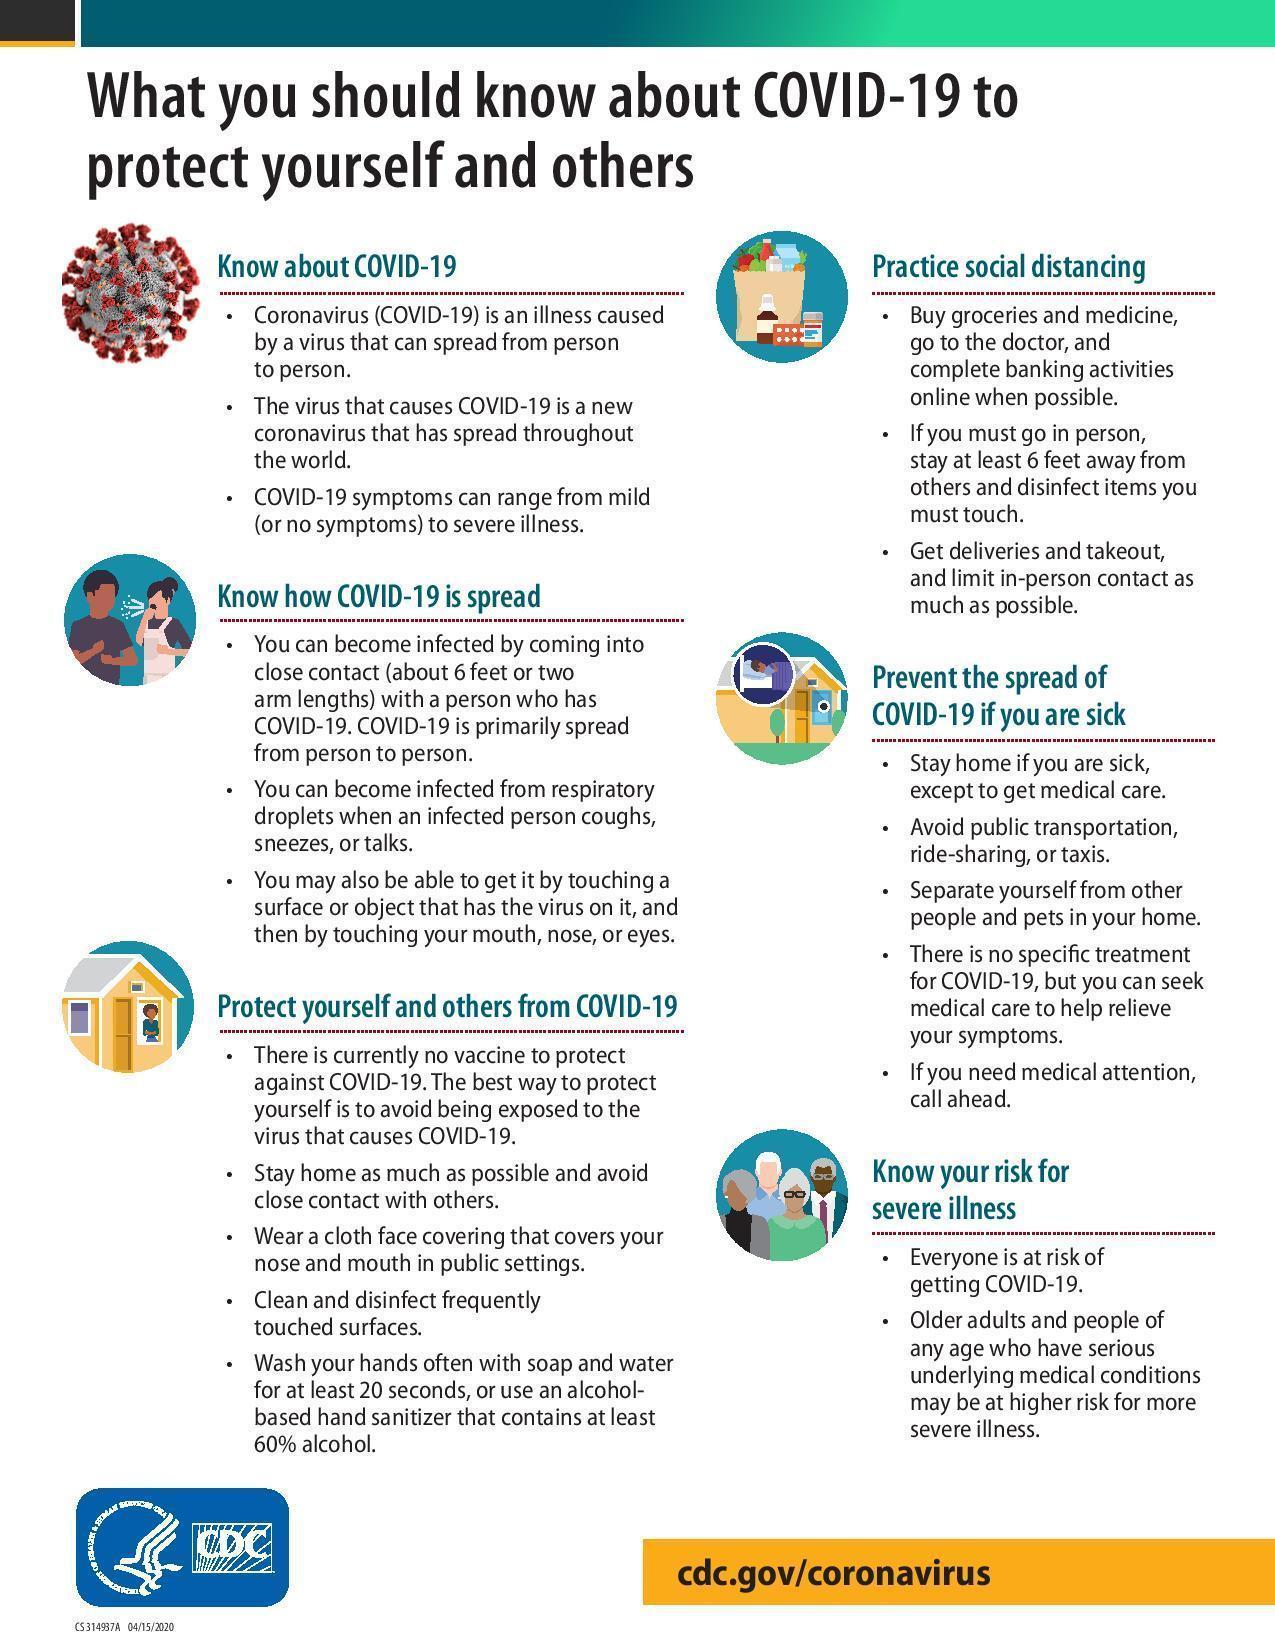 What you should know about COVID-19 to
protect yourself and others
Know about COVID-19
• Coronavirus (COVID-19) is an illness caused
by a virus that can spread from person
to person.
• The virus that causes COVID-19 is a new
coronavirus that has spread throughout
the world.
• COVID-19 symptoms can range from mild
(or no symptoms) to severe illness.
Know how COVID-19 is spread
• You can become infected by coming into
close contact (about 6 feet or two
arm lengths) with a person who has
COVID-19. COVID-19 is primarily spread
from person to person.
• You can become infected from respiratory
droplets when an infected person coughs,
sneezes, or talks.
• You may also be able to get it by touching a
surface or object that has the virus on it, and
then by touching your mouth, nose, or eyes.
Protect yourself and others from COVID-19
• There is currently no vaccine to protect
against COVID-19. The best way to protect
yourself is to avoid being exposed to the
virus that causes COVID-19.
• Stay home as much as possible and avoid
close contact with others.
• Wear a cloth face covering that covers your
nose and mouth in public settings.
• Clean and disinfect frequently
touched surfaces.
• Wash your hands often with soap and water
for at least 20 seconds, or use an alcohol-
based hand sanitizer that contains at least
60% alcohol.
Practice social distancing
• Buy groceries and medicine,
go to the doctor, and
complete banking activities
online when possible.
• If you must go in person,
stay at least 6 feet away from
others and disinfect items you
must touch.
• Get deliveries and takeout,
and limit in-person contact as
much as possible.
Prevent the spread of
COVID-19 if you are sick
• Stay home if you are sick,
except to get medical care.
• Avoid public transportation,
ride-sharing, or taxis.
• Separate yourself from other
people and pets in your home.
• There is no specific treatment
for COVID-19, but you can seek
medical care to help relieve
your symptoms.
• If you need medical attention,
call ahead.
Know your risk for
severe illness
• Everyone is at risk of
getting COVID-19.
• Older adults and people of
any age who have serious
underlying medical conditions
may be at higher risk for more
severe illness.
CDC
cdc.gov/coronavirus
CS 314937A 04/15/2020